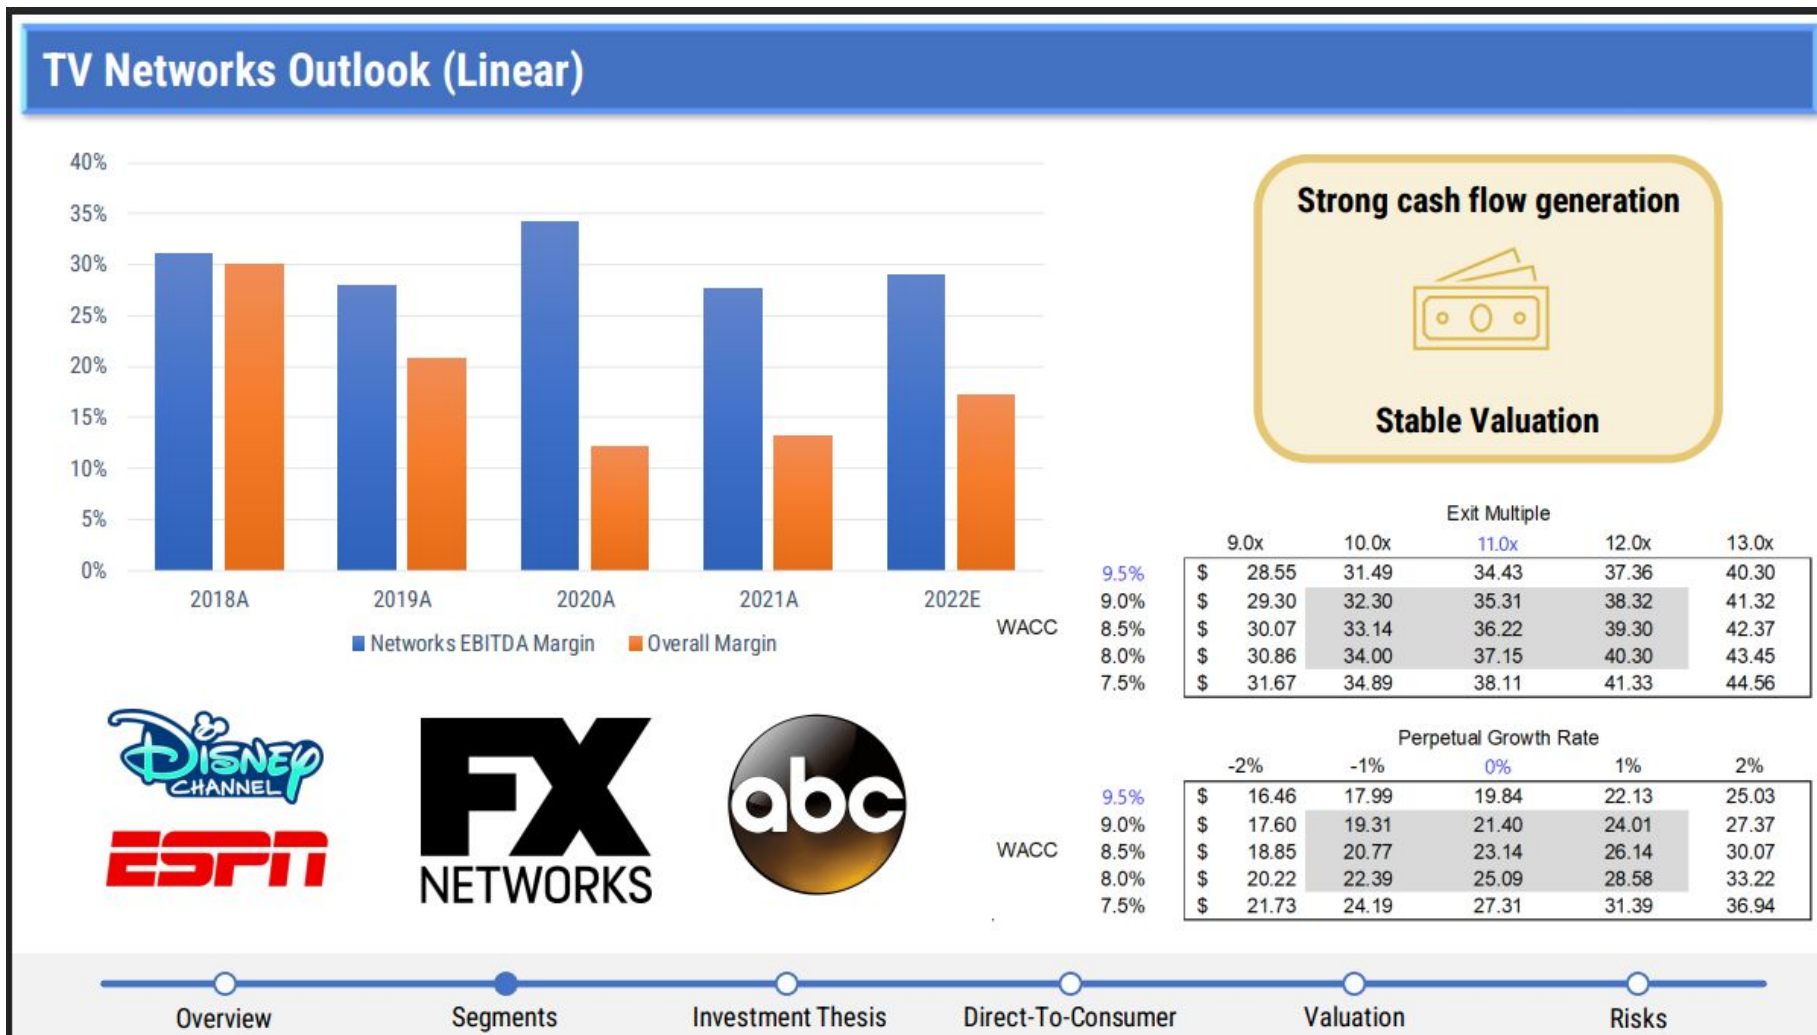 TV Networks Outlook (Linear)
40%
35%
30%
25%
20%
15%
10%
5%
0%
2018A 2019A 2020A 2021A 2022E
Networks EBITDA Margin Overall Margin
Strong cash flow generation
Stable Valuation
Exit Multiple
9.0x 10.0x 11.0x 12.0x 13.0x
9.5% $ 28.55 31.49 34.43 37.36 40.30
9.0% $ 29.30 32.30 35.31 38.32 41.32
WACC 8.5% $ 30.07 33.14 36.22 39.30 42.37
8.0% $ 30.86 34.00 37.15 40.30 43.45
7.5% $ 31.67 34.89 38.11 41.33 44.56
Perpetual Growth Rate
-2% -1% 0% 1% 2%
9.5% $ 16.46 17.99 19.84 22.13 25.03
9.0% $ 17.60 19.31 21.40 24.01 27.37
WACC 8.5% $ 18.85 20.77 23.14 26.14 30.07
8.0% $ 20.22 22.39 25.09 28.58 33.22
7.5% $ 21.73 24.19 27.31 31.39 36.94
DISNEY
CHANNEL
ESPN
FX
NETWORKS
abc
Overview Segments Investment Thesis Direct-To-Consumer Valuation Risks